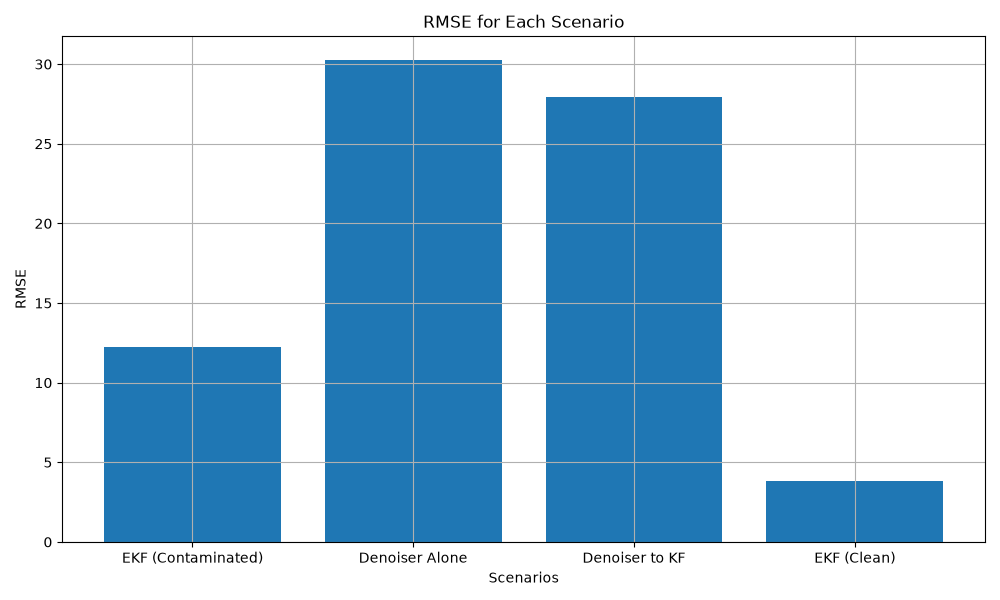 RMSE for Each Scenario
RMSE
30
25
20
15
10
5
0
EKF (Contaminated)
Denoiser Alone
Denoiser to KF
EKF (Clean)
Scenarios